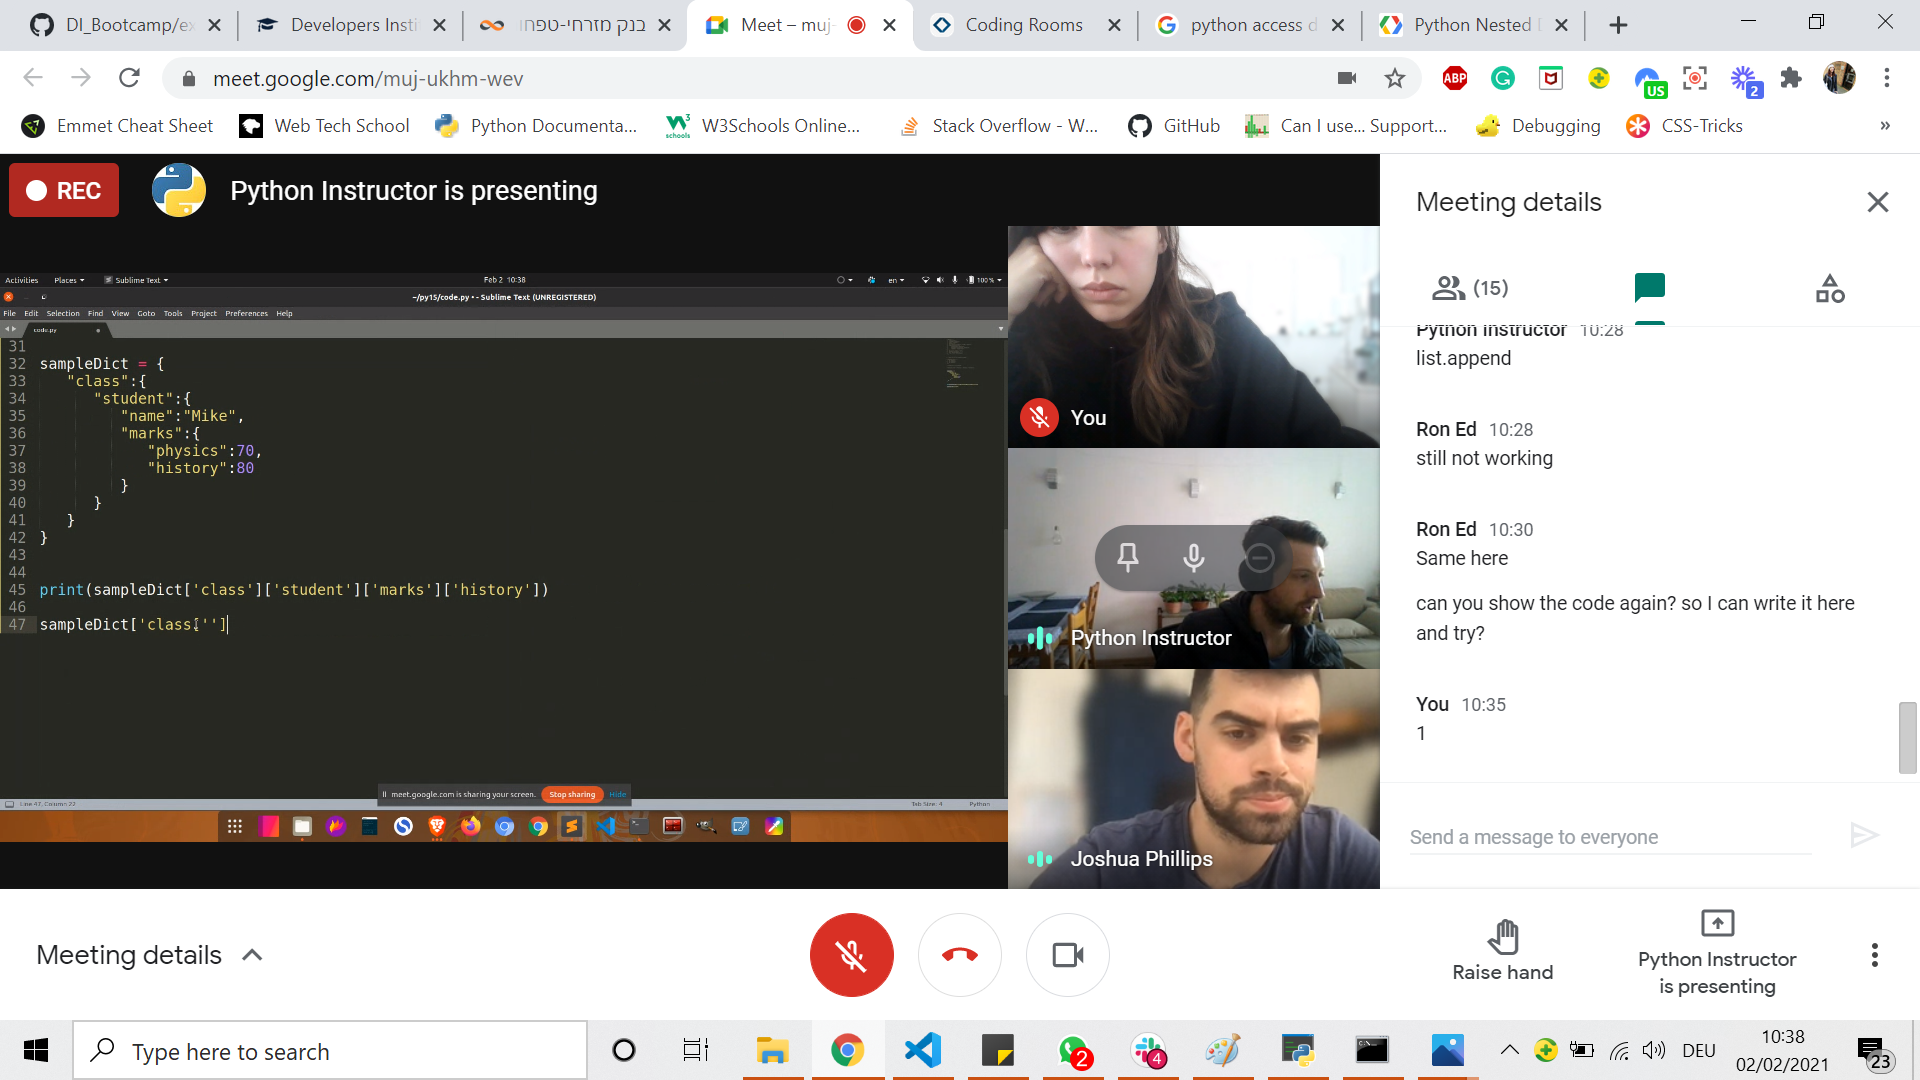 DI_Bootcamp/ex
Developers Insti
בנק מזרחי-טפחו
Meet – muj-
Coding Rooms
python access d
Python Nested D
meet.google.com/muj-ukhm-wev
ABP
US
2
Emmet Cheat Sheet
Web Tech School
Python Documenta...
W3Schools Online...
Stack Overflow - W...
GitHub
Can I use... Support...
Debugging
CSS-Tricks
»
REC
Python Instructor is presenting
Activities
Places
Sublime Text
Feb 2 10:38
en
100 %
~/py15/code.py • - Sublime Text (UNREGISTERED)
File Edit Selection Find View Goto Tools Project Preferences Help
code.py
31
32 sampleDict = {
33 "class":{
34 "student":{
35 "name":"Mike",
36 "marks":{
37 "physics":70,
38 "history":80
39 }
40 }
41 }
42 }
43
44
45 print(sampleDict['class']['student']['marks']['history'])
46
47 sampleDict['class['']
meet.google.com is sharing your screen.
Stop sharing
Hide
Line 47, Column 22
Tab Size: 4
Python
You
Python Instructor
Joshua Phillips
Meeting details
(15)
Python Instructor 10:28
list.append
Ron Ed 10:28
still not working
Ron Ed 10:30
Same here
can you show the code again? so I can write it here
and try?
You 10:35
1
Send a message to everyone
Meeting details
Raise hand
Python Instructor
is presenting
Type here to search
2
4
DEU
10:38
02/02/2021
23